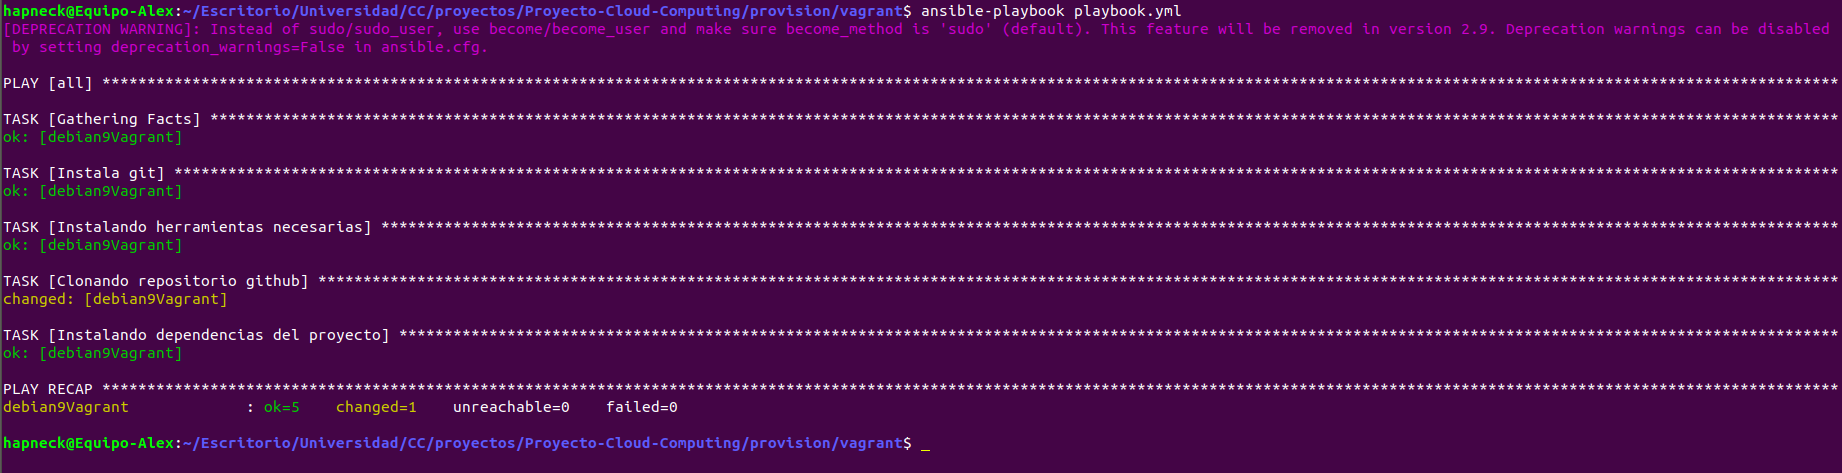 hapneck@Equipo-Alex:~/Escritorio/Universidad/CC/proyectos/Proyecto-Cloud-Computing/provision/vagrant$ ansible-playbook playbook.yml
[DEPRECATION WARNING]: Instead of sudo/sudo_user, use become/become_user and make sure become_method is 'sudo' (default). This feature will be removed in version 2.9. Deprecation warnings can be disabled
by setting deprecation_warnings=False in ansible.cfg.
PLAY [all] *************************************************************************************************************************************************************************************************
TASK [Gathering Facts] *************************************************************************************************************************************************************************************
ok: [debian9Vagrant]
TASK [Instala git] *****************************************************************************************************************************************************************************************
ok: [debian9Vagrant]
TASK [Instalando herramientas necesarias] ******************************************************************************************************************************************************************
ok: [debian9Vagrant]
TASK [Clonando repositorio github] *************************************************************************************************************************************************************************
changed: [debian9Vagrant]
TASK [Instalando dependencias del proyecto] ****************************************************************************************************************************************************************
ok: [debian9Vagrant]
PLAY RECAP *************************************************************************************************************************************************************************************************
debian9Vagrant             : ok=5    changed=1    unreachable=0    failed=0
hapneck@Equipo-Alex:~/Escritorio/Universidad/CC/proyectos/Proyecto-Cloud-Computing/provision/vagrant$ _